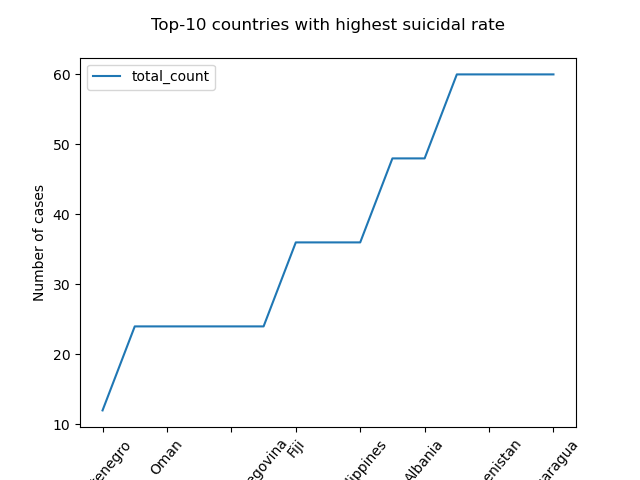 Top-10 countries with highest suicidal rate
total_count
Number of cases
60
50
40
30
20
10
Oman
Fiji
Albania